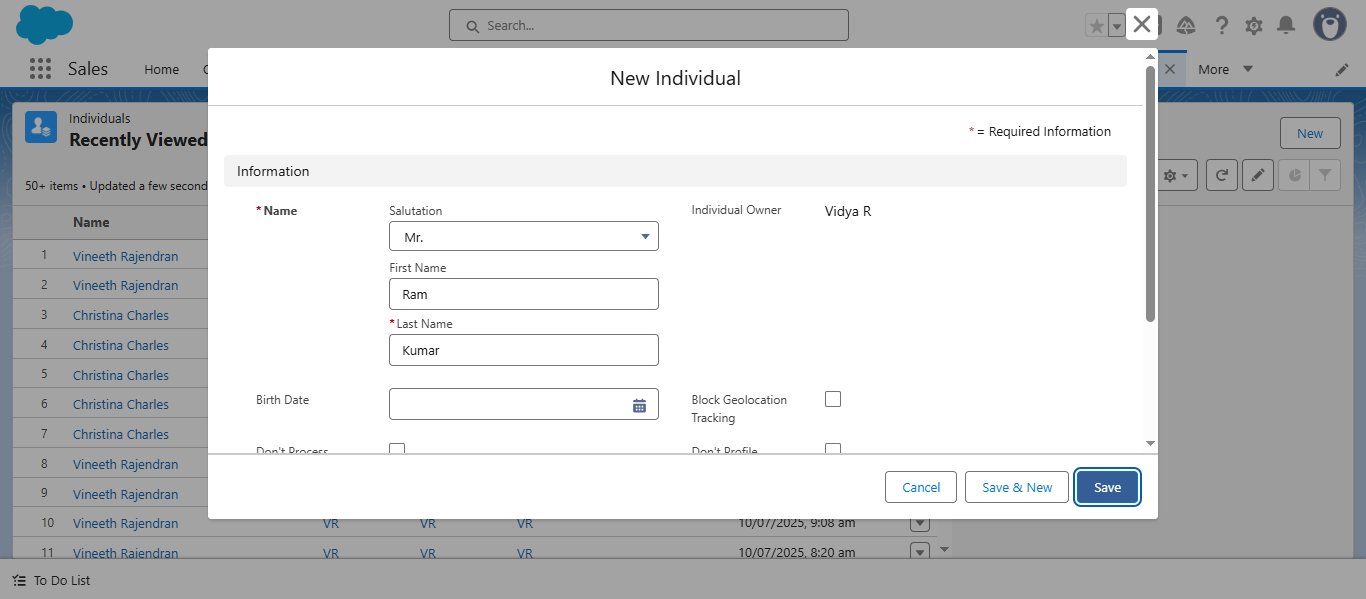 Search...
Sales
Home
More
New Individual
* = Required Information
Individuals
Recently Viewed
New
50+ items • Updated a few second
Information
* Name
Salutation
Mr.
Individual Owner
Vidya R
First Name
Ram
* Last Name
Kumar
Birth Date
Block Geolocation
Tracking
Don't Process
Don't Profile
Cancel
Save & New
Save
Name
1 Vineeth Rajendran
2 Vineeth Rajendran
3 Christina Charles
4 Christina Charles
5 Christina Charles
6 Christina Charles
7 Christina Charles
8 Vineeth Rajendran
9 Vineeth Rajendran
10 Vineeth Rajendran VR VR VR 10/07/2025, 9:08 am
11 Vineeth Rajendran VR VR VR 10/07/2025, 8:20 am
To Do List